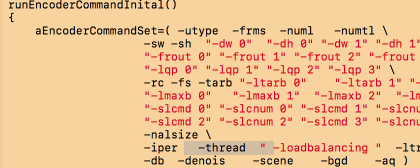 runEncoderCommandInital()
{
aEncoderCommandSet=( -utype -frms -numl -numtl \
-sw -sh "-dw 0" "-dh 0" "-dw 1" "-dh 1"
"-frout 0" "-frout 1" "-frout 2" "-frout
"-lqp 0" "-lqp 1" "-lqp 2" "-lqp 3" \
-rc -fs -tarb "-ltarb 0" "-ltarb 1"
"-lmaxb 0" "-lmaxb 1" "-lmaxb 2" "-lm
"-slcmd 0" "-slcnum 0" "-slcmd 1" "-slcn
"-slcmd 2" "-slcnum 2" "-slcmd 3" "-slcn
-nalsize \
-iper -thread " -loadbalancing " -ltr
-db -denois -scene -bgd -aq )